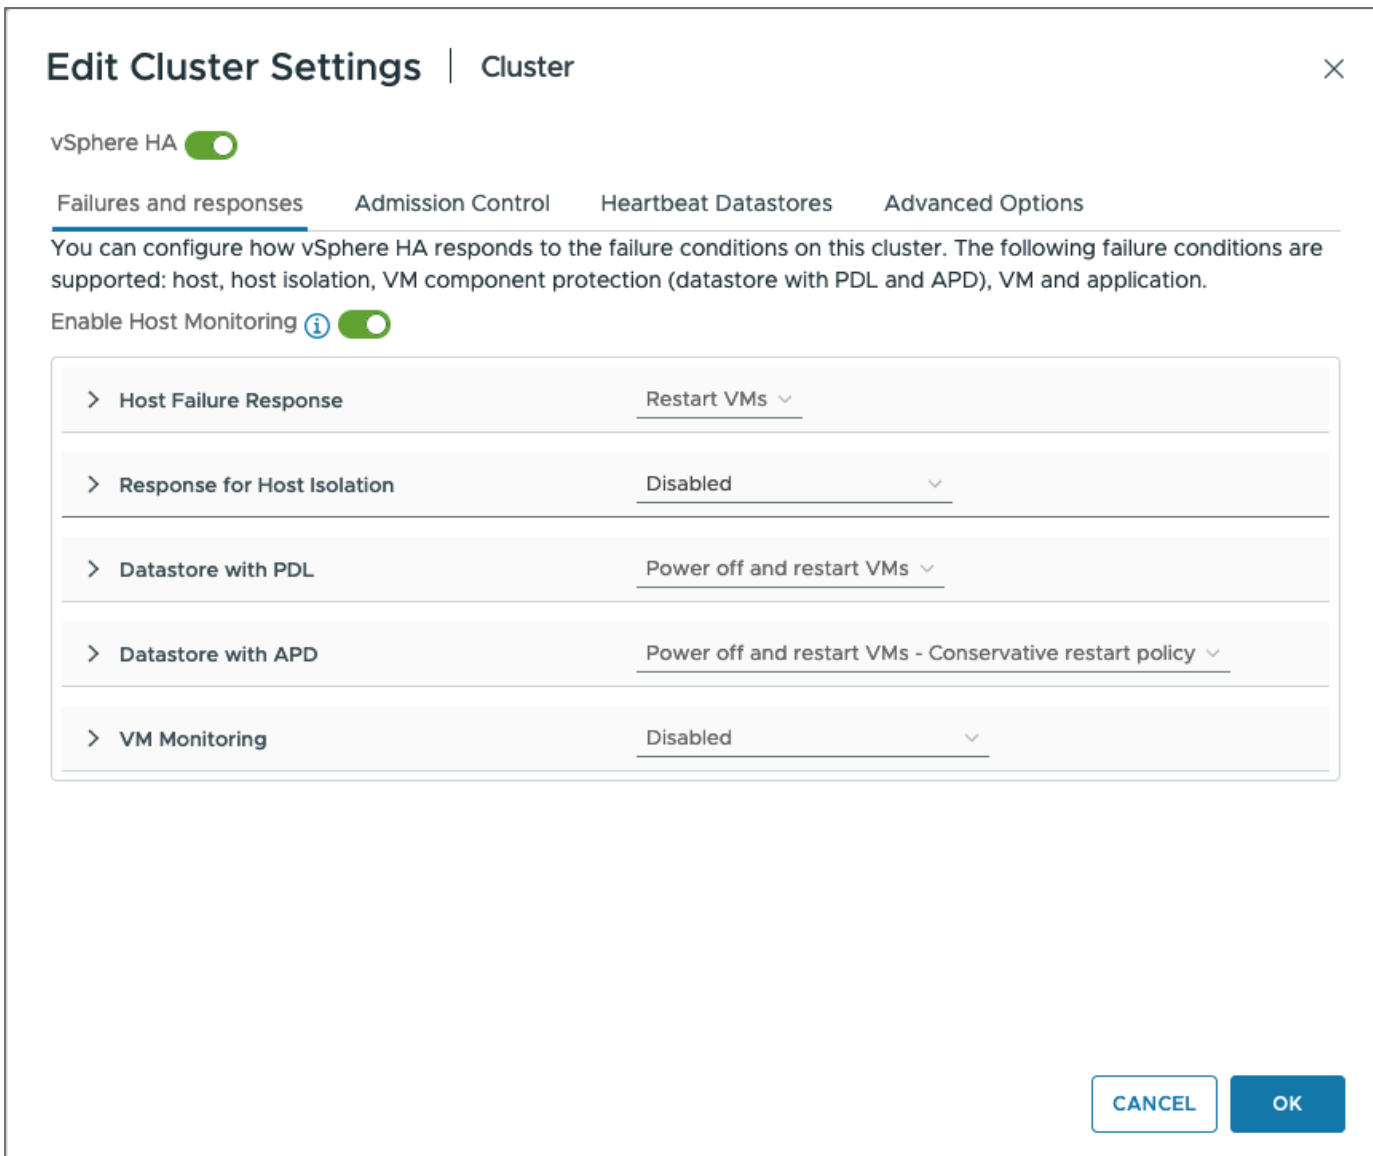 Edit Cluster Settings | Cluster
vSphere HA
Failures and responses Admission Control Heartbeat Datastores Advanced Options
You can configure how vSphere HA responds to the failure conditions on this cluster. The following failure conditions are
supported: host, host isolation, VM component protection (datastore with PDL and APD), VM and application.
Enable Host Monitoring
Host Failure Response Restart VMs
Response for Host Isolation Disabled
Datastore with PDL Power off and restart VMs
Datastore with APD Power off and restart VMs - Conservative restart policy
VM Monitoring Disabled
CANCEL OK